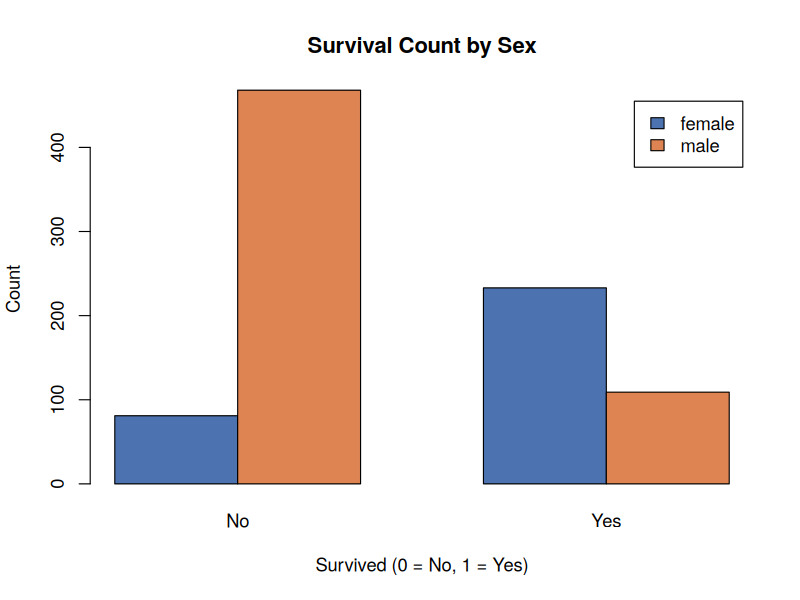 Survival Count by Sex
female
male
400
300
200
100
0
Count
No
Yes
Survived (0 = No, 1 = Yes)